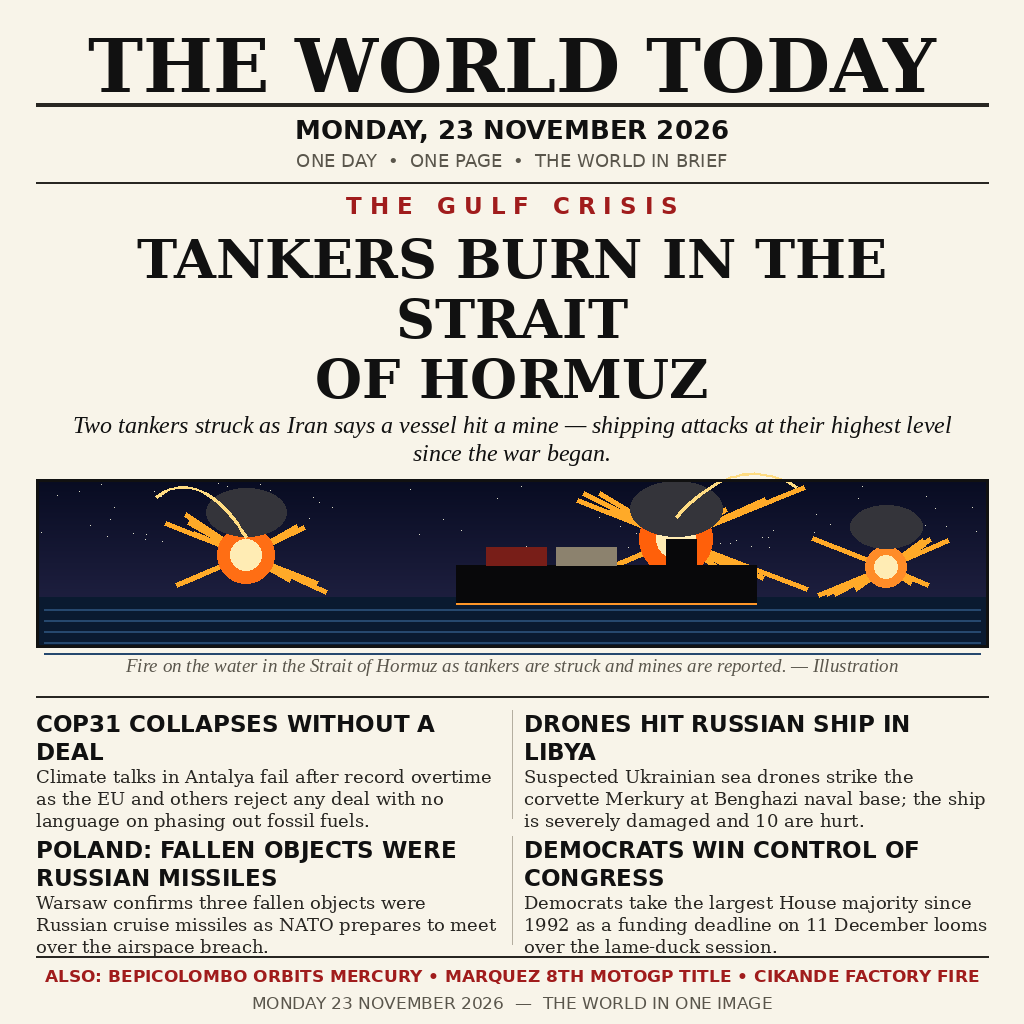 THE WORLD TODAY
MONDAY, 23 NOVEMBER 2026
ONE DAY • ONE PAGE • THE WORLD IN BRIEF
THE GULF CRISIS
TANKERS BURN IN THE
STRAIT
OF HORMUZ
Two tankers struck as Iran says a vessel hit a mine — shipping attacks at their highest level
since the war began.
Fire on the water in the Strait of Hormuz as tankers are struck and mines are reported. — Illustration
COP31 COLLAPSES WITHOUT A
DEAL
Climate talks in Antalya fail after record overtime
as the EU and others reject any deal with no
language on phasing out fossil fuels.
DRONES HIT RUSSIAN SHIP IN
LIBYA
Suspected Ukrainian sea drones strike the
corvette Merkury at Benghazi naval base; the ship
is severely damaged and 10 are hurt.
POLAND: FALLEN OBJECTS WERE
RUSSIAN MISSILES
Warsaw confirms three fallen objects were
Russian cruise missiles as NATO prepares to meet
over the airspace breach.
DEMOCRATS WIN CONTROL OF
CONGRESS
Democrats take the largest House majority since
1992 as a funding deadline on 11 December looms
over the lame-duck session.
ALSO: BEPICOLOMBO ORBITS MERCURY • MARQUEZ 8TH MOTOGP TITLE • CIKANDE FACTORY FIRE
MONDAY 23 NOVEMBER 2026 — THE WORLD IN ONE IMAGE